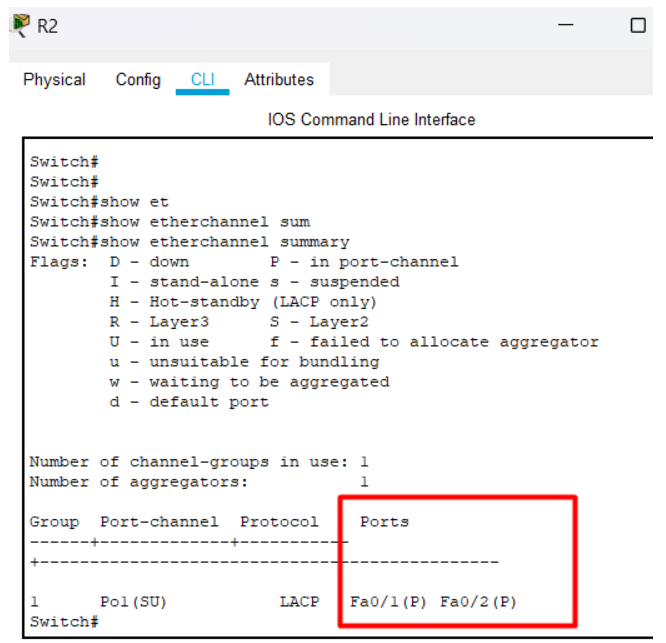 R2
Physical Config CLI Attributes
IOS Command Line Interface
Switch#
Switch#
Switch#show et
Switch#show etherchannel sum
Switch#show etherchannel summary
Flags:  D - down        P - in port-channel
        I - stand-alone s - suspended
        H - Hot-standby (LACP only)
        R - Layer3      S - Layer2
        U - in use      f - failed to allocate aggregator
        u - unsuitable for bundling
        w - waiting to be aggregated
        d - default port
Number of channel-groups in use: 1
Number of aggregators:           1
Group  Port-channel  Protocol    Ports
------+-------------+-----------
+----------------------------------------------
1      Po1(SU)           LACP   Fa0/1(P) Fa0/2(P)
Switch#